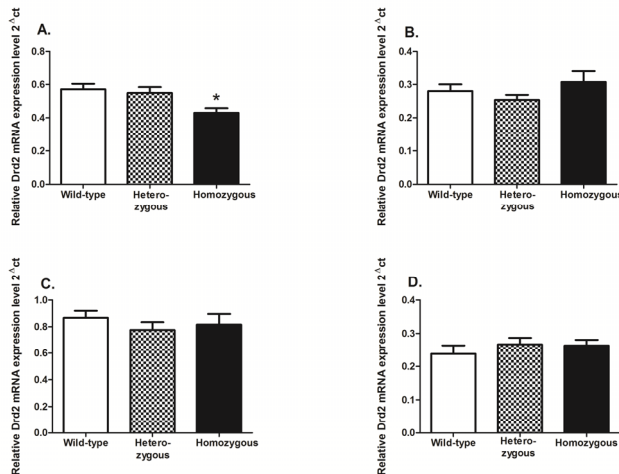 A.
Relative Drd2 mRNA expression level 2^Δct
0.8
0.6
0.4
0.2
0.0
*
Wild-type Hetero- Homozygous
zygous
B.
Relative Drd2 mRNA expression level 2^Δct
0.4
0.3
0.2
0.1
0.0
Wild-type Hetero- Homozygous
zygous
C.
Relative Drd2 mRNA expression level 2^Δct
1.0
0.8
0.6
0.4
0.2
0.0
Wild-type Hetero- Homozygous
zygous
D.
Relative Drd2 mRNA expression level 2^Δct
0.4
0.3
0.2
0.1
0.0
Wild-type Hetero- Homozygous
zygous